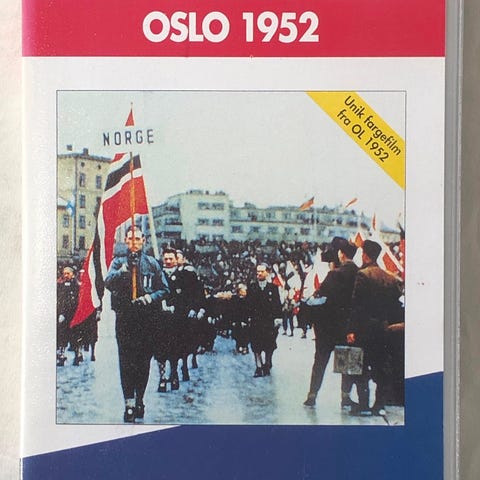 OSLO 1952
Unik fargefilm
fra OL 1952
NORGE